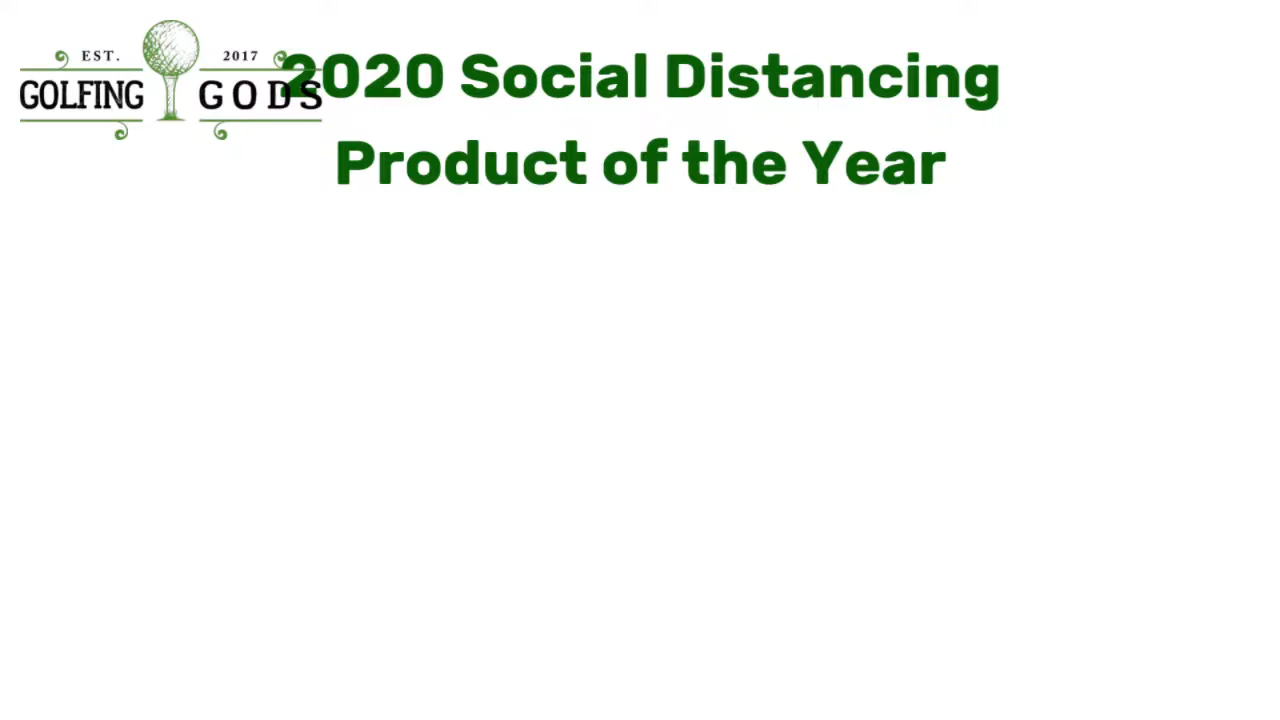 EST. 2017
GOLFING GODS
2020 Social Distancing
Product of the Year